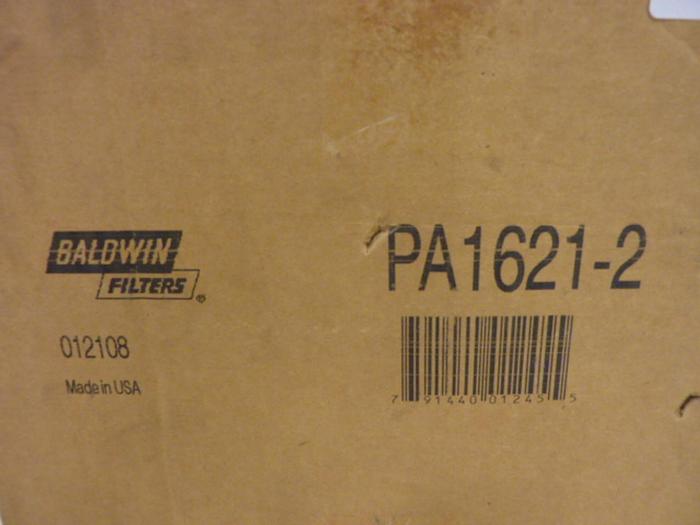 BALDWIN
FILTERS®
012108
Made in USA
PA1621-2
7 91440 01245 5